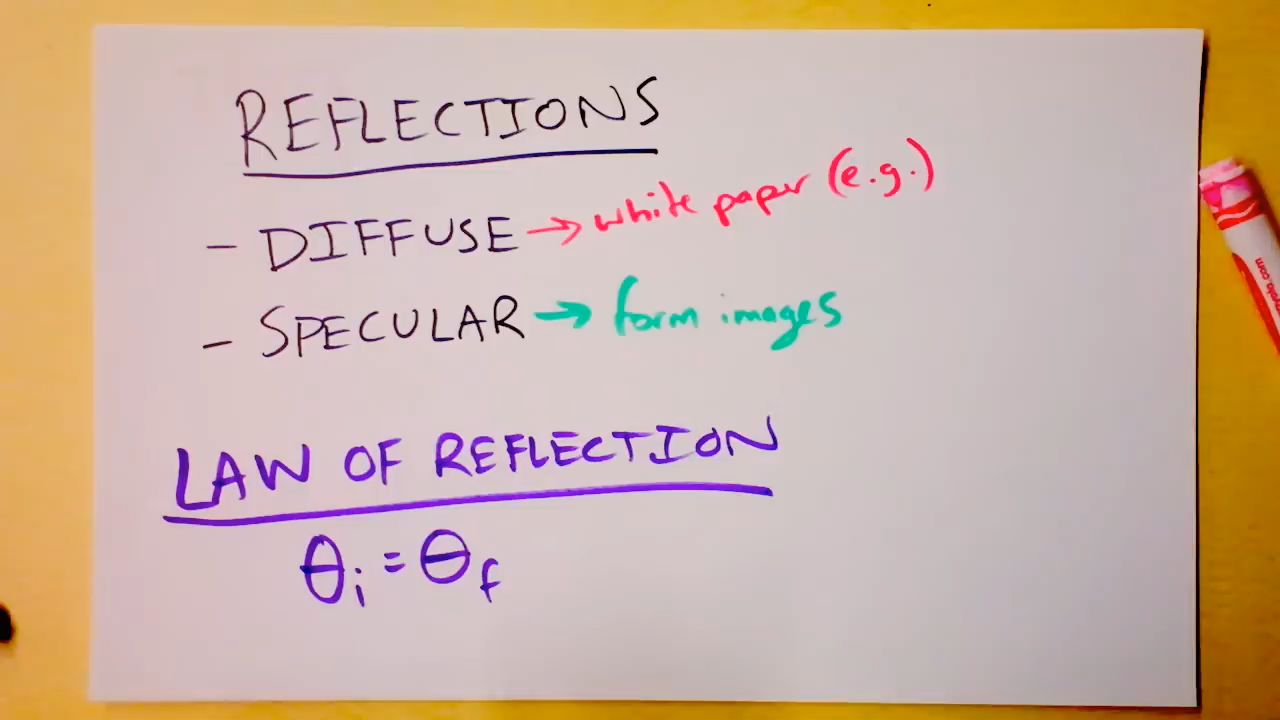 REFLECTIONS
- DIFFUSE → white paper (e.g.)
- SPECULAR → form images
LAW OF REFLECTION
θi = θf